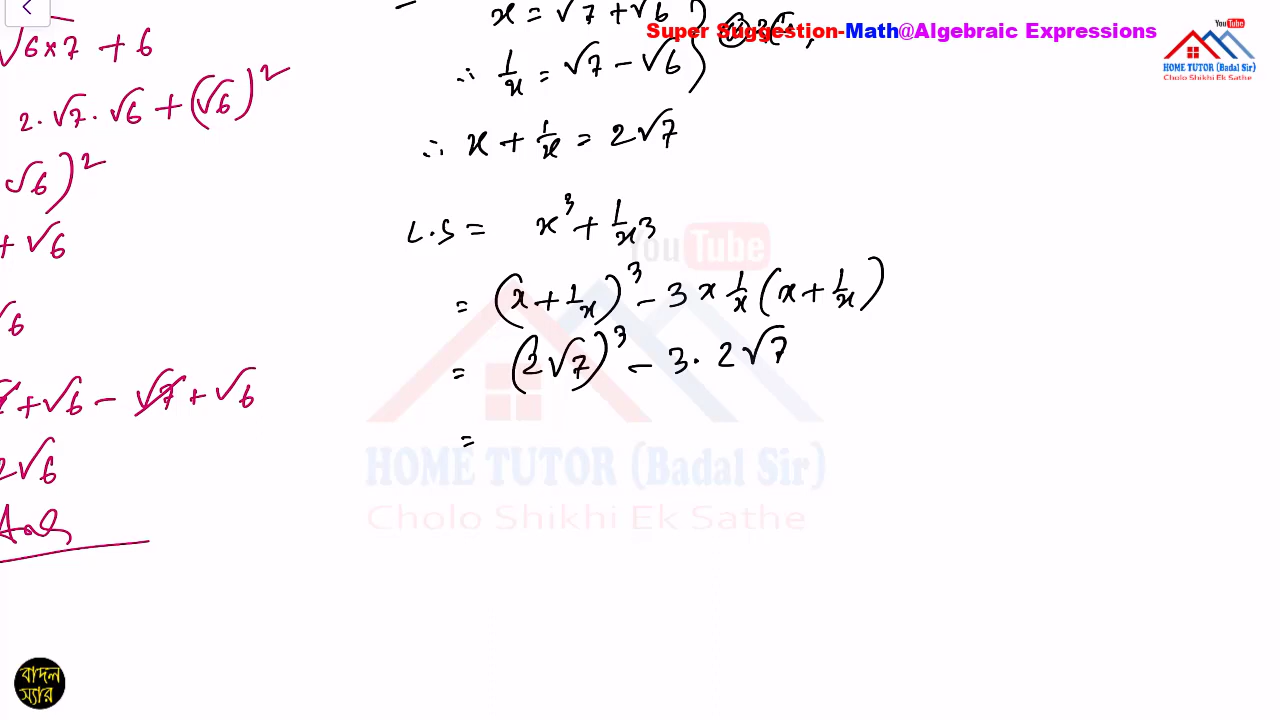 √6×7 + 6
2·√7·√6 + (√6)²
√6)²
+ √6
√6
+ √6 − √7 + √6
2√6
Ans
x = √7 + √6
∴ 1/x = √7 − √6
∴ x + 1/x = 2√7
L.S = x³ + 1/x³
= (x + 1/x)³ − 3 x 1/x (x + 1/x)
= (2√7)³ − 3·2√7
=
Super Suggestion-Math@Algebraic Expressions
YouTube
HOME TUTOR (Badal Sir)
Cholo Shikhi Ek Sathe
YouTube
HOME TUTOR (Badal Sir)
Cholo Shikhi Ek Sathe
বাদল
স্যার